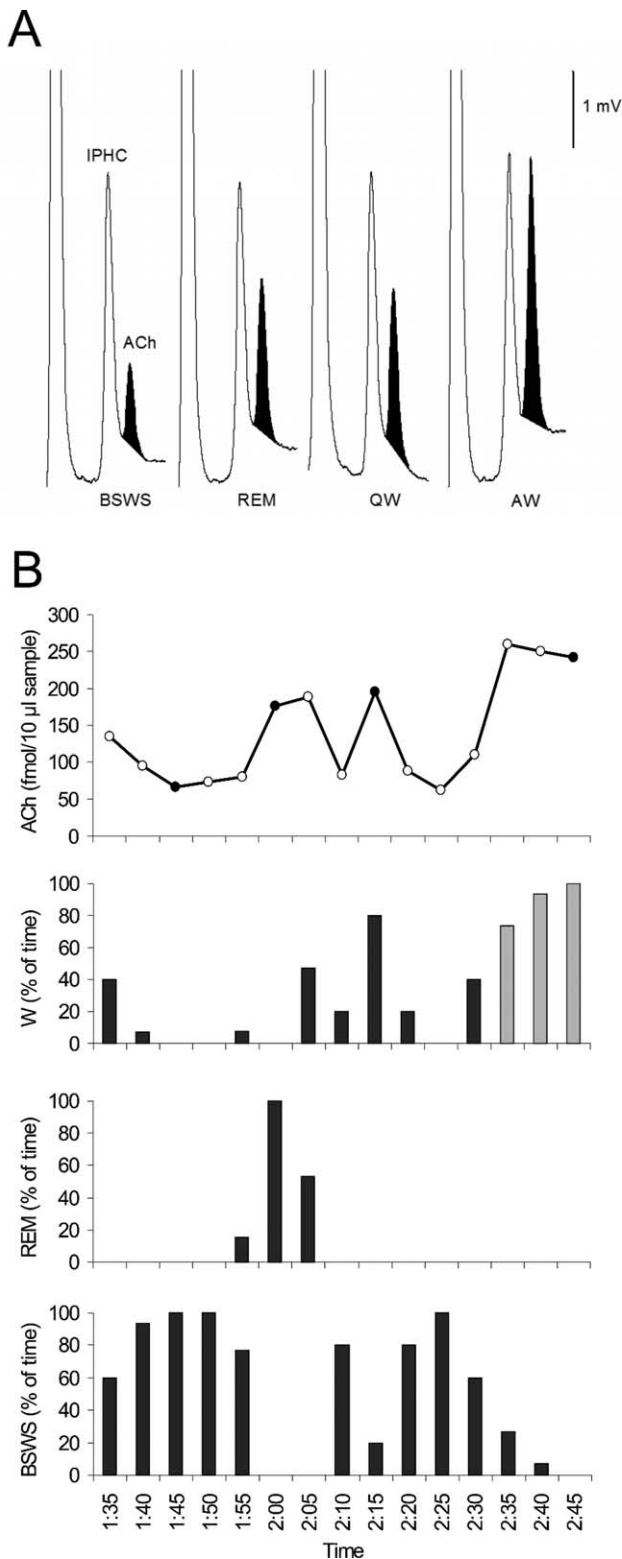 A
1 mV
IPHC
ACh
BSWS REM QW AW
B
300
250
200
150
100
50
0
ACh (fmol/10 µl sample)
100
80
60
40
20
0
W (% of time)
100
80
60
40
20
0
REM (% of time)
100
80
60
40
20
0
BSWS (% of time)
1:35 1:40 1:45 1:50 1:55 2:00 2:05 2:10 2:15 2:20 2:25 2:30 2:35 2:40 2:45
Time